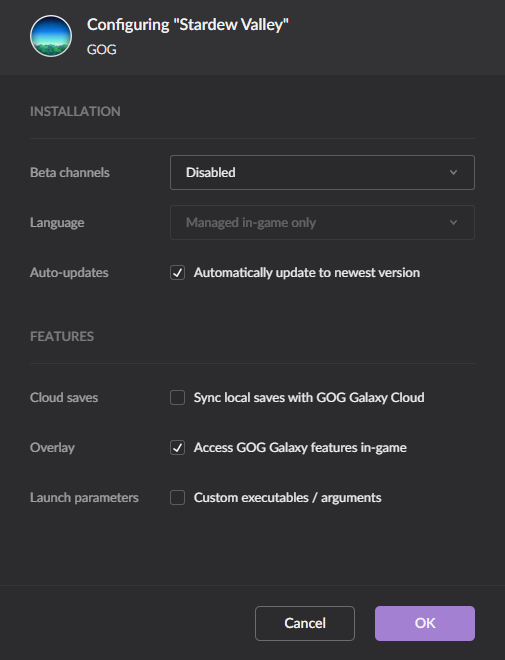 Configuring "Stardew Valley"
GOG
INSTALLATION
Beta channels Disabled
Language Managed in-game only
Auto-updates Automatically update to newest version
FEATURES
Cloud saves Sync local saves with GOG Galaxy Cloud
Overlay Access GOG Galaxy features in-game
Launch parameters Custom executables / arguments
Cancel OK